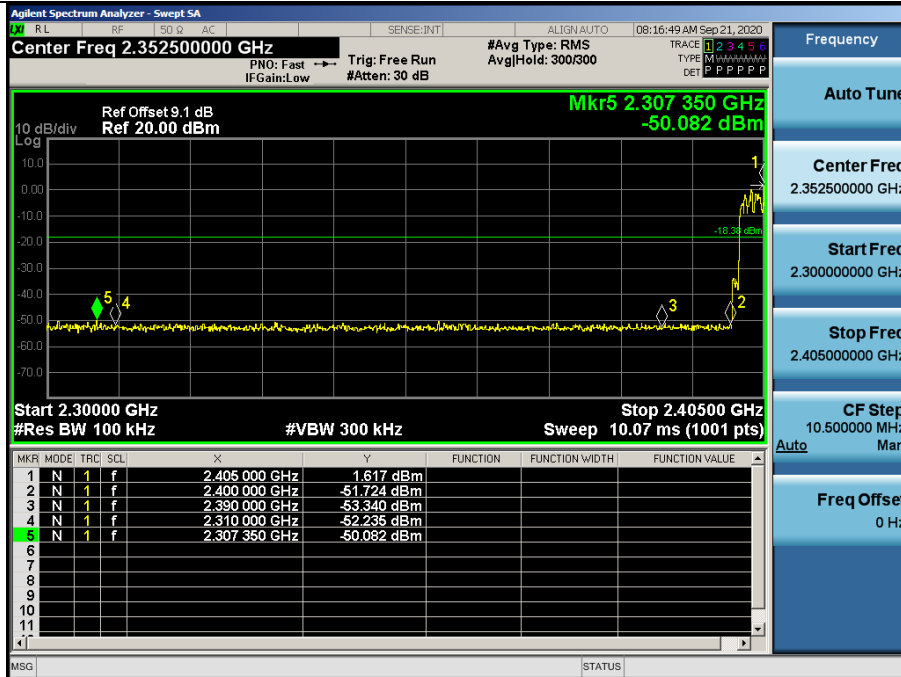 Agilent Spectrum Analyzer - Swept SA
LXI RL RF 50 Ω AC SENSE:INT ALIGN AUTO 08:16:49 AM Sep 21, 2020
Center Freq 2.352500000 GHz #Avg Type: RMS TRACE 1 2 3 4 5 6
PNO: Fast Trig: Free Run Avg|Hold: 300/300 TYPE M
IFGain:Low #Atten: 30 dB DET P P P P P P
Ref Offset 9.1 dB Mkr5 2.307 350 GHz
10 dB/div Ref 20.00 dBm -50.082 dBm
Log
10.0
1
0.00
-10.0
-18.38 dBm
-20.0
-30.0
-40.0
5 4 3 2
-50.0
-60.0
-70.0
Start 2.30000 GHz Stop 2.40500 GHz
#Res BW 100 kHz #VBW 300 kHz Sweep 10.07 ms (1001 pts)
MKR MODE TRC SCL X Y FUNCTION FUNCTION WIDTH FUNCTION VALUE
1 N 1 f 2.405 000 GHz 1.617 dBm
2 N 1 f 2.400 000 GHz -51.724 dBm
3 N 1 f 2.390 000 GHz -53.340 dBm
4 N 1 f 2.310 000 GHz -52.235 dBm
5 N 1 f 2.307 350 GHz -50.082 dBm
6
7
8
9
10
11
MSG STATUS
Frequency
Auto Tune
Center Freq
2.352500000 GHz
Start Freq
2.300000000 GHz
Stop Freq
2.405000000 GHz
CF Step
10.500000 MHz
Auto Man
Freq Offset
0 Hz